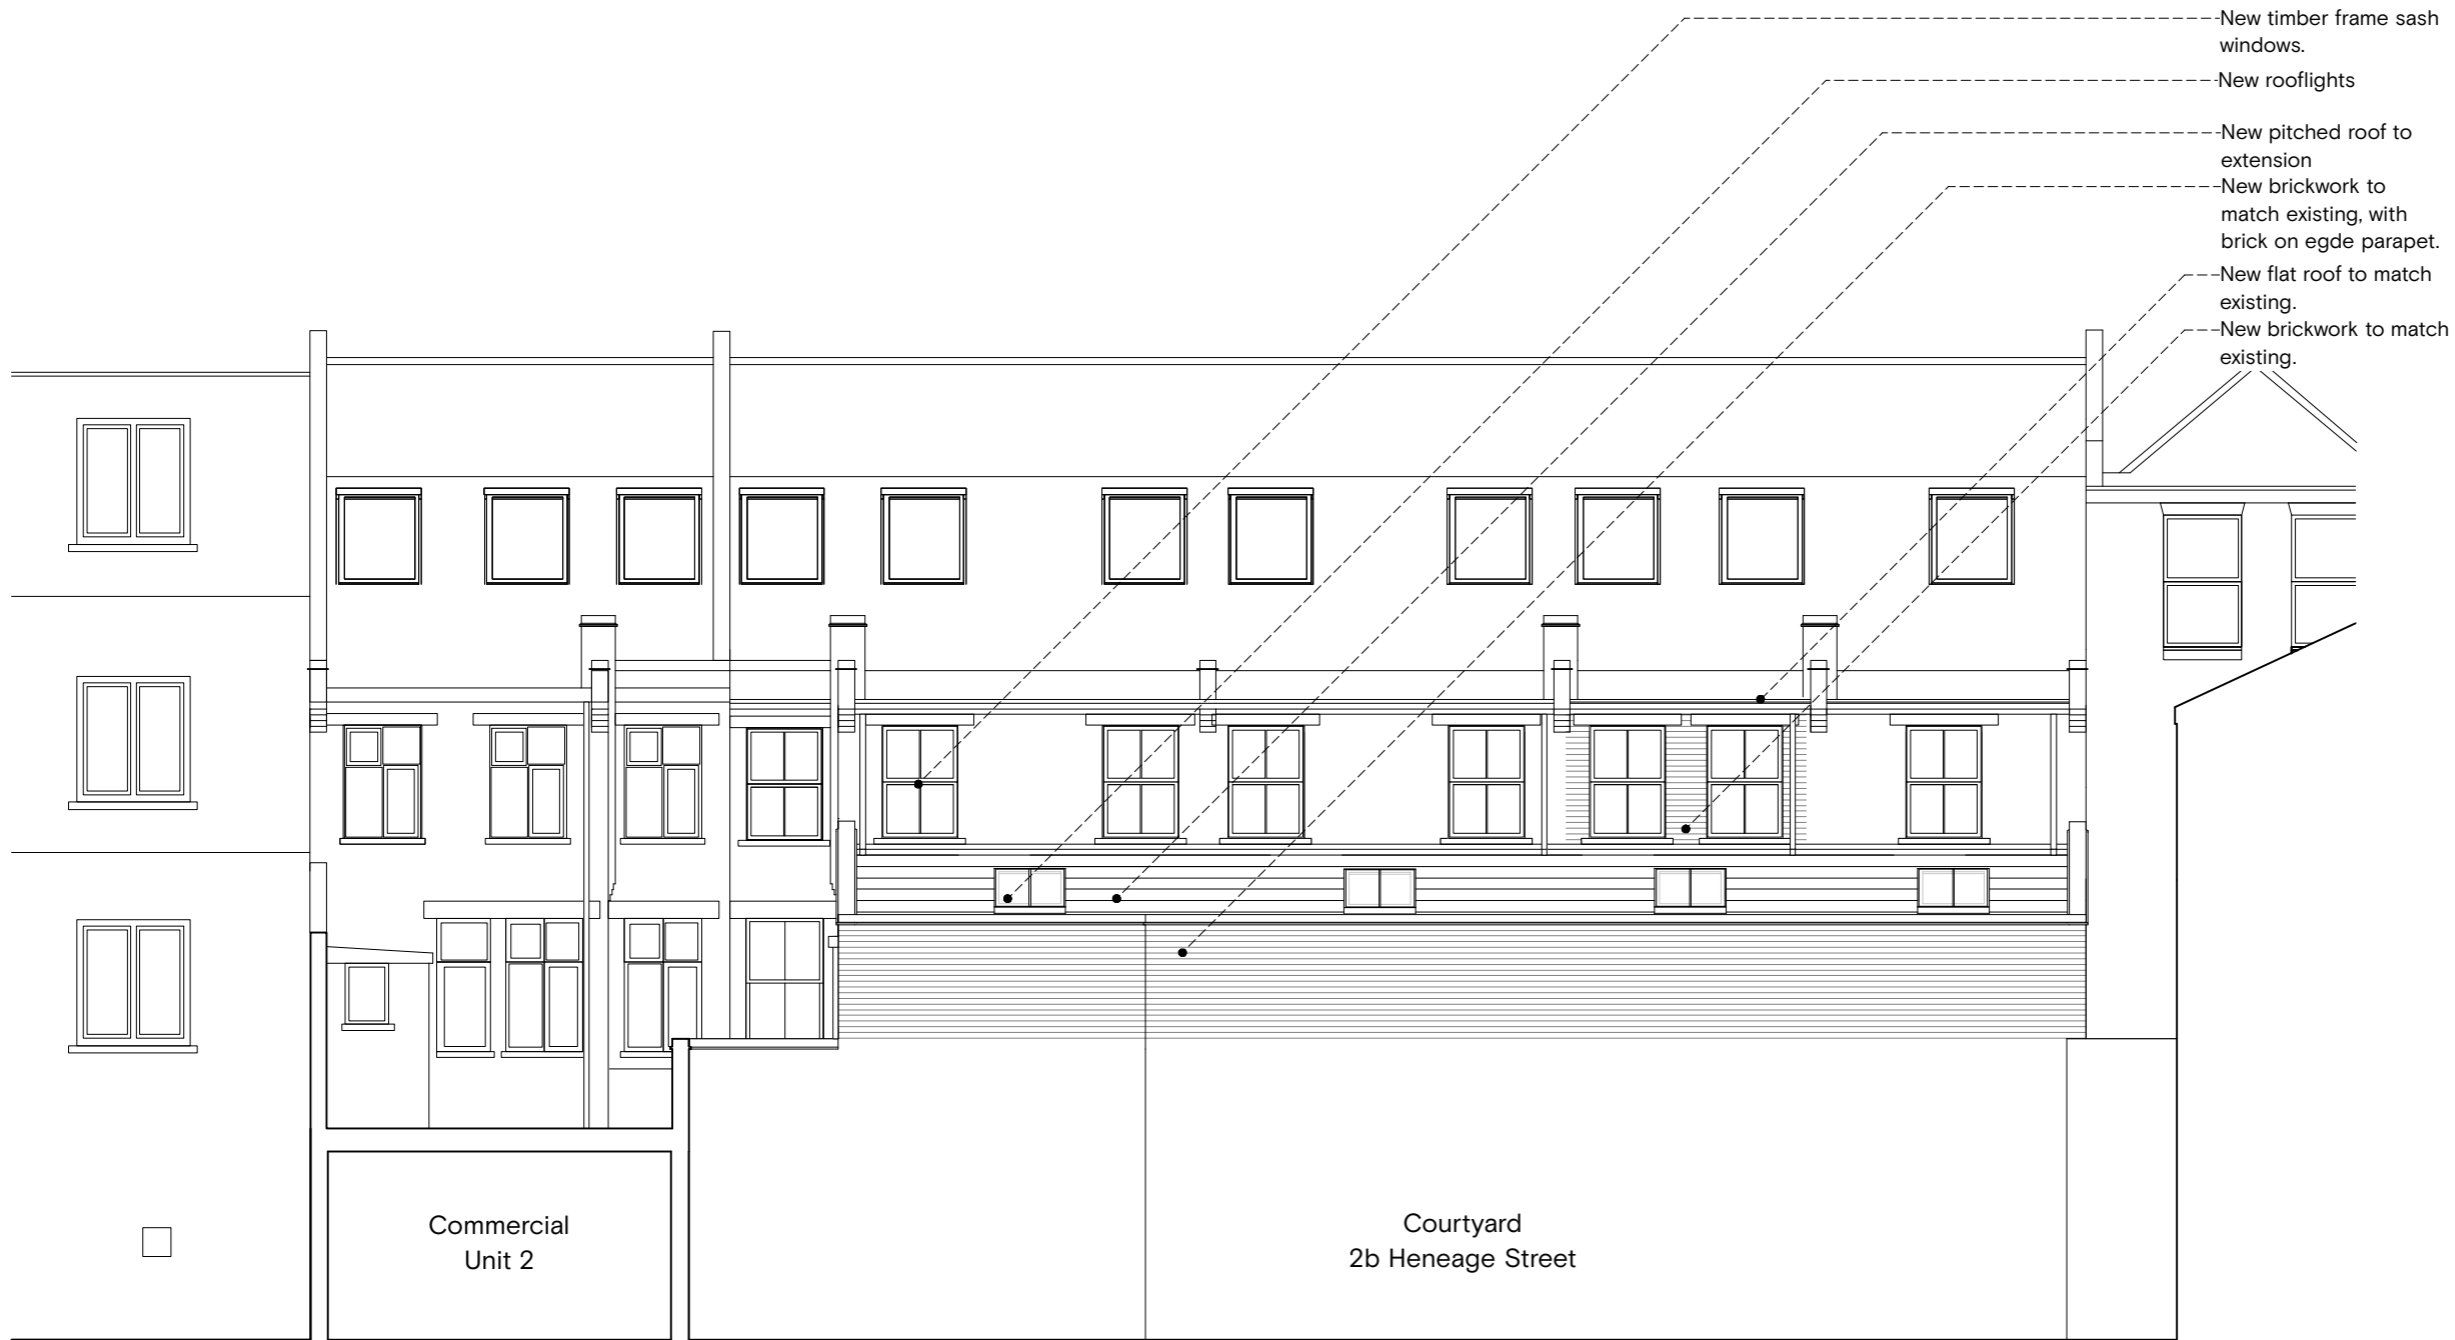 New timber frame sash
windows.
New rooflights
New pitched roof to
extension
New brickwork to
match existing, with
brick on egde parapet.
New flat roof to match
existing.
New brickwork to match
existing.
Commercial
Unit 2
Courtyard
2b Heneage Street